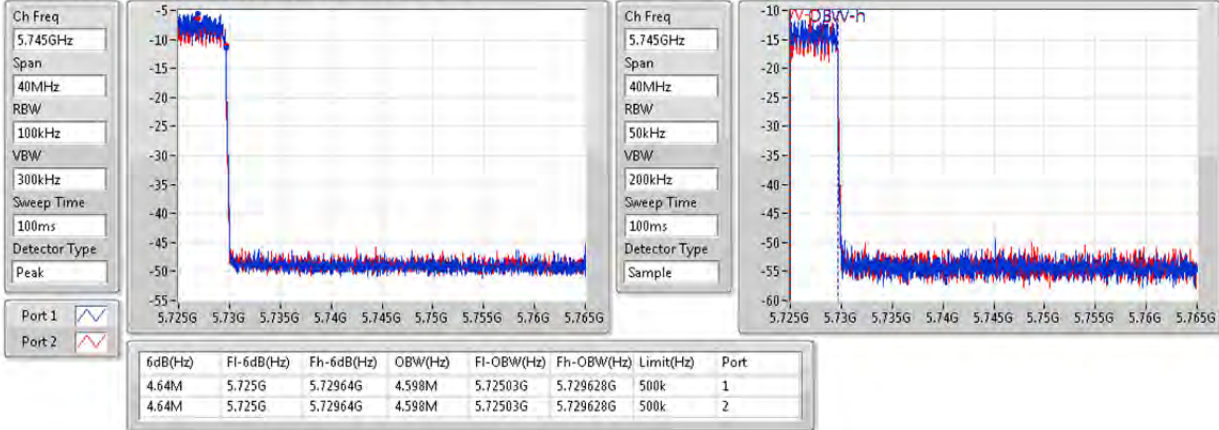 Ch Freq
5.745GHz
Span
40MHz
RBW
100kHz
VBW
300kHz
Sweep Time
100ms
Detector Type
Peak
Port 1
Port 2
-5
-10
-15
-20
-25
-30
-35
-40
-45
-50
-55
5.725G 5.73G 5.735G 5.74G 5.745G 5.75G 5.755G 5.76G 5.765G
Ch Freq
5.745GHz
Span
40MHz
RBW
50kHz
VBW
200kHz
Sweep Time
100ms
Detector Type
Sample
OBW-h
-10
-15
-20
-25
-30
-35
-40
-45
-50
-55
-60
5.725G 5.73G 5.735G 5.74G 5.745G 5.75G 5.755G 5.76G 5.765G
6dB(Hz) Fl-6dB(Hz) Fh-6dB(Hz) OBW(Hz) Fl-OBW(Hz) Fh-OBW(Hz) Limit(Hz) Port
4.64M 5.725G 5.72964G 4.598M 5.72503G 5.729628G 500k 1
4.64M 5.725G 5.72964G 4.598M 5.72503G 5.729628G 500k 2